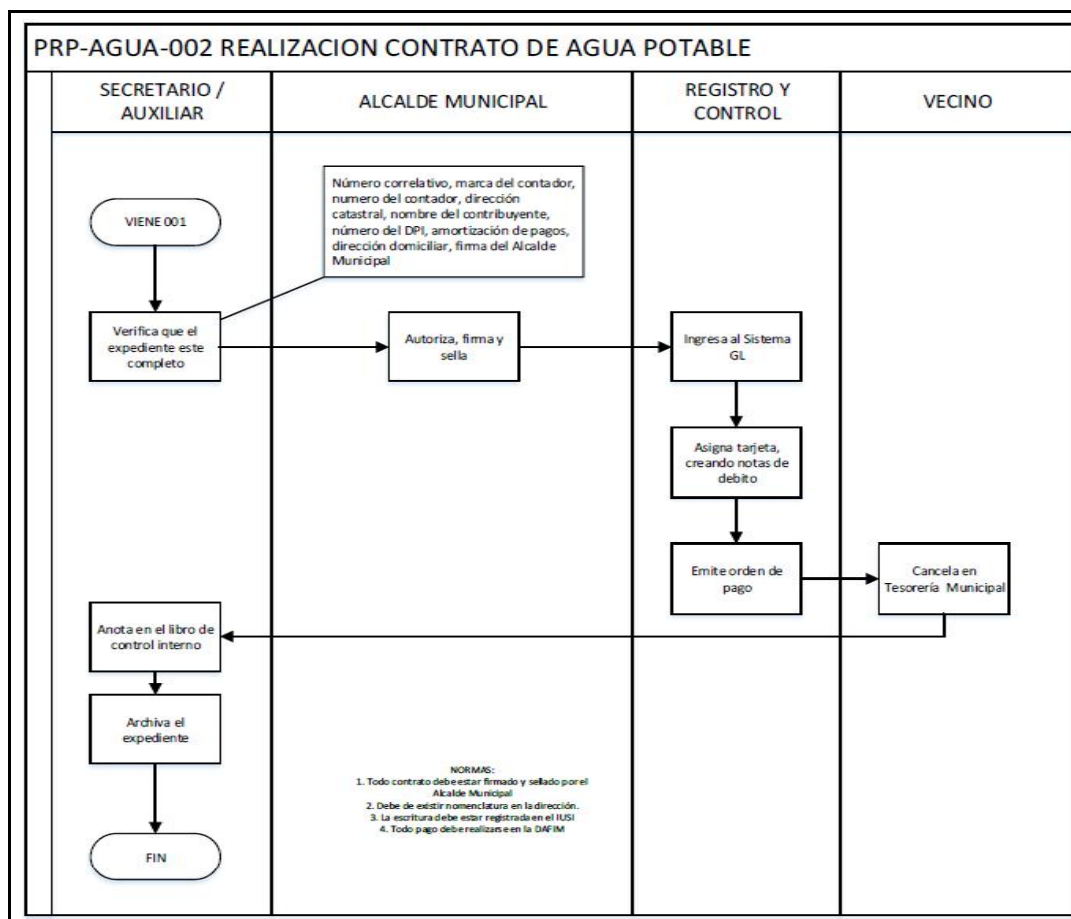 PRP-AGUA-002 REALIZACION CONTRATO DE AGUA POTABLE
SECRETARIO /
AUXILIAR
ALCALDE MUNICIPAL
REGISTRO Y
CONTROL
VECINO
Número correlativo, marca del contador,
numero del contador, dirección
catastral, nombre del contribuyente,
número del DPI, amortización de pagos,
dirección domiciliar, firma del Alcalde
Municipal
VIENE 001
Verifica que el
expediente este
completo
Autoriza, firma y
sella
Ingresa al Sistema
GL
Asigna tarjeta,
creando notas de
debito
Emite orden de
pago
Cancela en
Tesorería Municipal
Anota en el libro de
control interno
Archiva el
expediente
FIN
NORMAS:
1. Todo contrato debe estar firmado y sellado por el
Alcalde Municipal
2. Debe de existir nomenclatura en la dirección.
3. La escritura debe estar registrada en el IUSI
4. Todo pago debe realizarse en la DAFIM